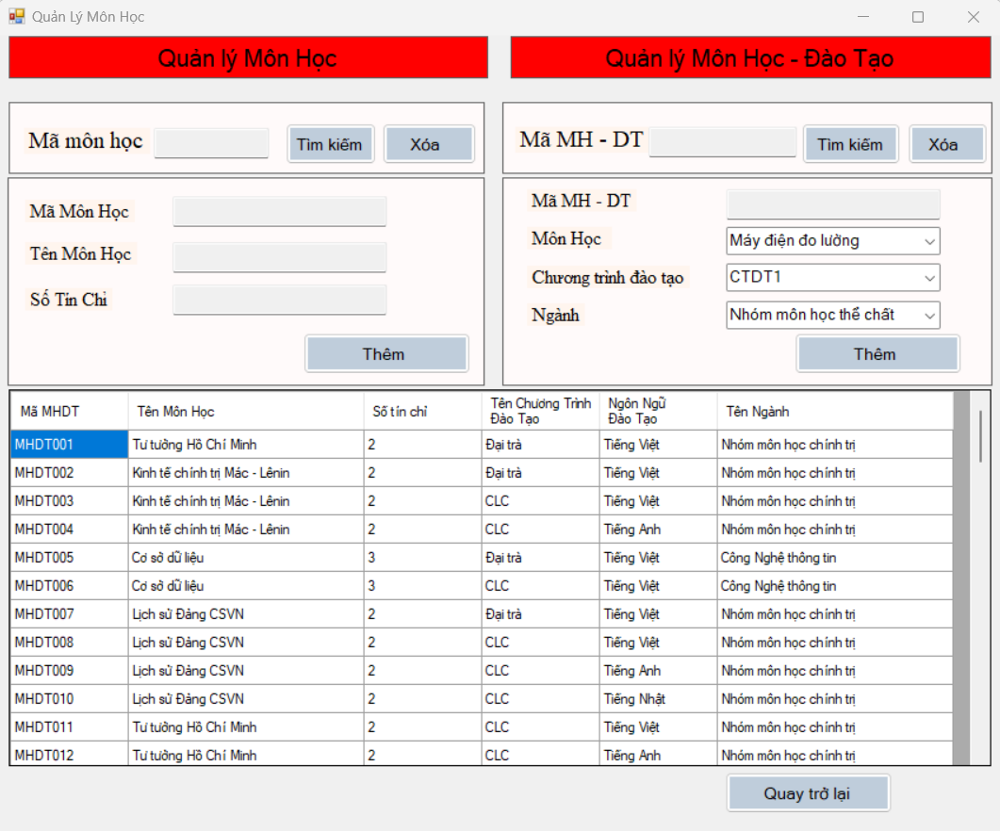 Quản Lý Môn Học
Quản lý Môn Học
Quản lý Môn Học - Đào Tạo
Mã môn học
Tìm kiếm
Xóa
Mã MH - DT
Tìm kiếm
Xóa
Mã Môn Học
Tên Môn Học
Số Tín Chỉ
Thêm
Mã MH - DT
Môn Học
Máy điện đo lường
Chương trình đào tạo
CTDT1
Ngành
Nhóm môn học thể chất
Thêm
Mã MHDT Tên Môn Học Số tín chỉ Tên Chương Trình Đào Tạo Ngôn Ngữ Đào Tạo Tên Ngành
MHDT001 Tư tưởng Hồ Chí Minh 2 Đại trà Tiếng Việt Nhóm môn học chính trị
MHDT002 Kinh tế chính trị Mác - Lênin 2 Đại trà Tiếng Việt Nhóm môn học chính trị
MHDT003 Kinh tế chính trị Mác - Lênin 2 CLC Tiếng Việt Nhóm môn học chính trị
MHDT004 Kinh tế chính trị Mác - Lênin 2 CLC Tiếng Anh Nhóm môn học chính trị
MHDT005 Cơ sở dữ liệu 3 Đại trà Tiếng Việt Công Nghệ thông tin
MHDT006 Cơ sở dữ liệu 3 CLC Tiếng Việt Công Nghệ thông tin
MHDT007 Lịch sử Đảng CSVN 2 Đại trà Tiếng Việt Nhóm môn học chính trị
MHDT008 Lịch sử Đảng CSVN 2 CLC Tiếng Việt Nhóm môn học chính trị
MHDT009 Lịch sử Đảng CSVN 2 CLC Tiếng Anh Nhóm môn học chính trị
MHDT010 Lịch sử Đảng CSVN 2 CLC Tiếng Nhật Nhóm môn học chính trị
MHDT011 Tư tưởng Hồ Chí Minh 2 CLC Tiếng Việt Nhóm môn học chính trị
MHDT012 Tư tưởng Hồ Chí Minh 2 CLC Tiếng Anh Nhóm môn học chính trị
Quay trở lại